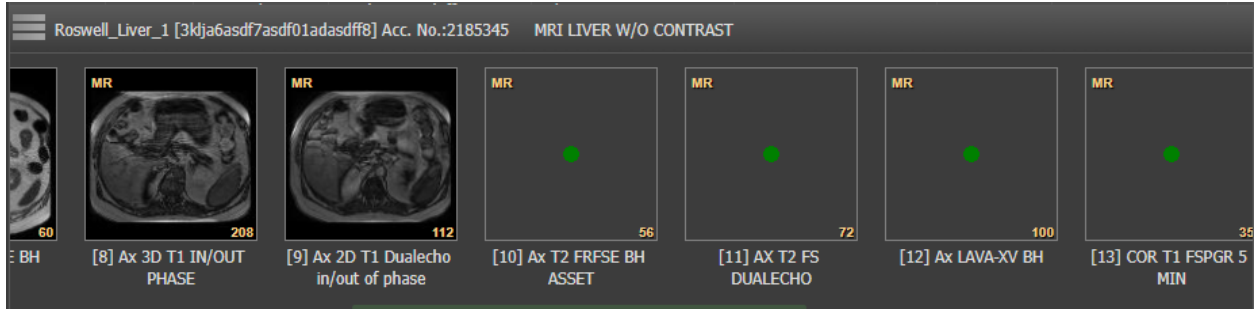 Roswell_Liver_1 [3klja6asdf7asdf01adasdff8] Acc. No.:2185345 MRI LIVER W/O CONTRAST
MR MR MR MR MR MR
60 208 112 56 72 100 35
E BH [8] Ax 3D T1 IN/OUT [9] Ax 2D T1 Dualecho [10] Ax T2 FRFSE BH [11] AX T2 FS [12] Ax LAVA-XV BH [13] COR T1 FSPGR 5
PHASE in/out of phase ASSET DUALECHO MIN